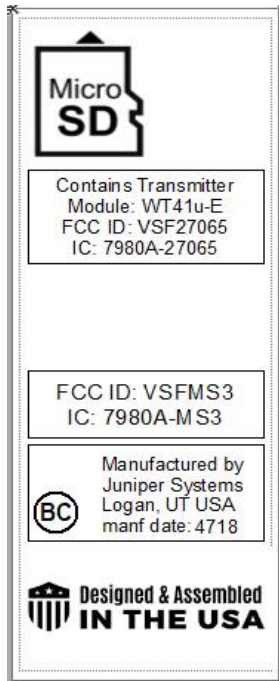 Micro
SD
Contains Transmitter
Module: WT41u-E
FCC ID: VSF27065
IC: 7980A-27065
FCC ID: VSFMS3
IC: 7980A-MS3
Manufactured by
Juniper Systems
Logan, UT USA
manf date: 4718
BC
Designed & Assembled
IN THE USA